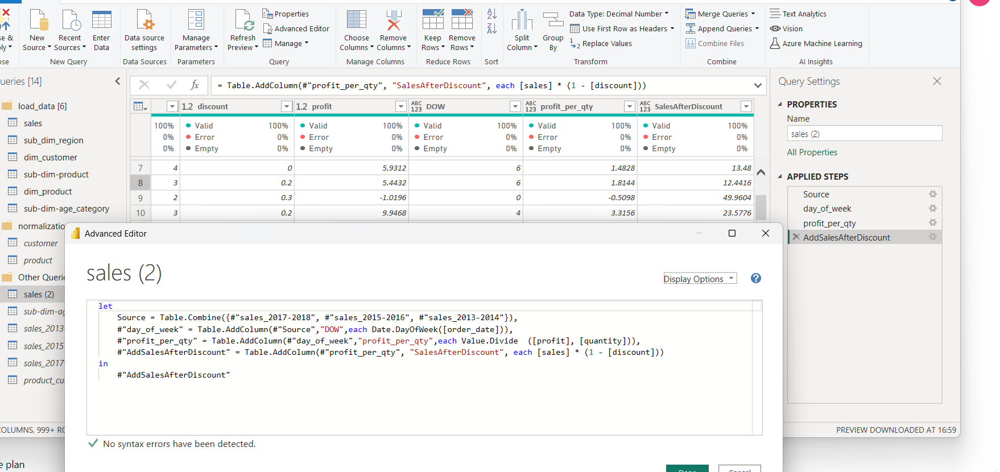 se &
ly
ose
New
Source
Recent
Sources
Enter
Data
New Query
Data source
settings
Data Sources
Manage
Parameters
Parameters
Refresh
Preview
Properties
Advanced Editor
Manage
Query
Choose
Columns
Remove
Columns
Manage Columns
Keep
Rows
Remove
Rows
Reduce Rows
Sort
Split
Column
Group
By
Data Type: Decimal Number
Use First Row as Headers
Replace Values
Transform
Merge Queries
Append Queries
Combine Files
Combine
Text Analytics
Vision
Azure Machine Learning
AI Insights
ueries [14]
load_data [6]
sales
sub_dim_region
dim_customer
sub-dim-product
dim_product
sub-dim-age_category
normalizatio
customer
product
Other Queri
sales (2)
sub-dim-ag
sales_2013
sales_2015-
sales_2017
product_cu
fx
= Table.AddColumn(#"profit_per_qty", "SalesAfterDiscount", each [sales] * (1 - [discount]))
1.2 discount 1.2 profit ABC 123 DOW ABC 123 profit_per_qty ABC 123 SalesAfterDiscount
100% Valid 100% Valid 100% Valid 100% Valid 100% Valid 100%
0% Error 0% Error 0% Error 0% Error 0% Error 0%
0% Empty 0% Empty 0% Empty 0% Empty 0% Empty 0%
7 4 0 5.9312 6 1.4828 13.48
8 3 0.2 5.4432 6 1.8144 12.4416
9 2 0.3 -1.0196 0 -0.5098 49.9604
10 3 0.2 9.9468 4 3.3156 23.5776
Query Settings
PROPERTIES
Name
sales (2)
All Properties
APPLIED STEPS
Source
day_of_week
profit_per_qty
AddSalesAfterDiscount
Advanced Editor
sales (2)
Display Options
?
let
Source = Table.Combine({#"sales_2017-2018", #"sales_2015-2016", #"sales_2013-2014"}),
#"day_of_week" = Table.AddColumn(#"Source","DOW",each Date.DayOfWeek([order_date])),
#"profit_per_qty" = Table.AddColumn(#"day_of_week","profit_per_qty",each Value.Divide  ([profit], [quantity])),
#"AddSalesAfterDiscount" = Table.AddColumn(#"profit_per_qty", "SalesAfterDiscount", each [sales] * (1 - [discount]))
in
#"AddSalesAfterDiscount"
No syntax errors have been detected.
Done
Cancel
COLUMNS, 999+ RO
PREVIEW DOWNLOADED AT 16:59
e plan